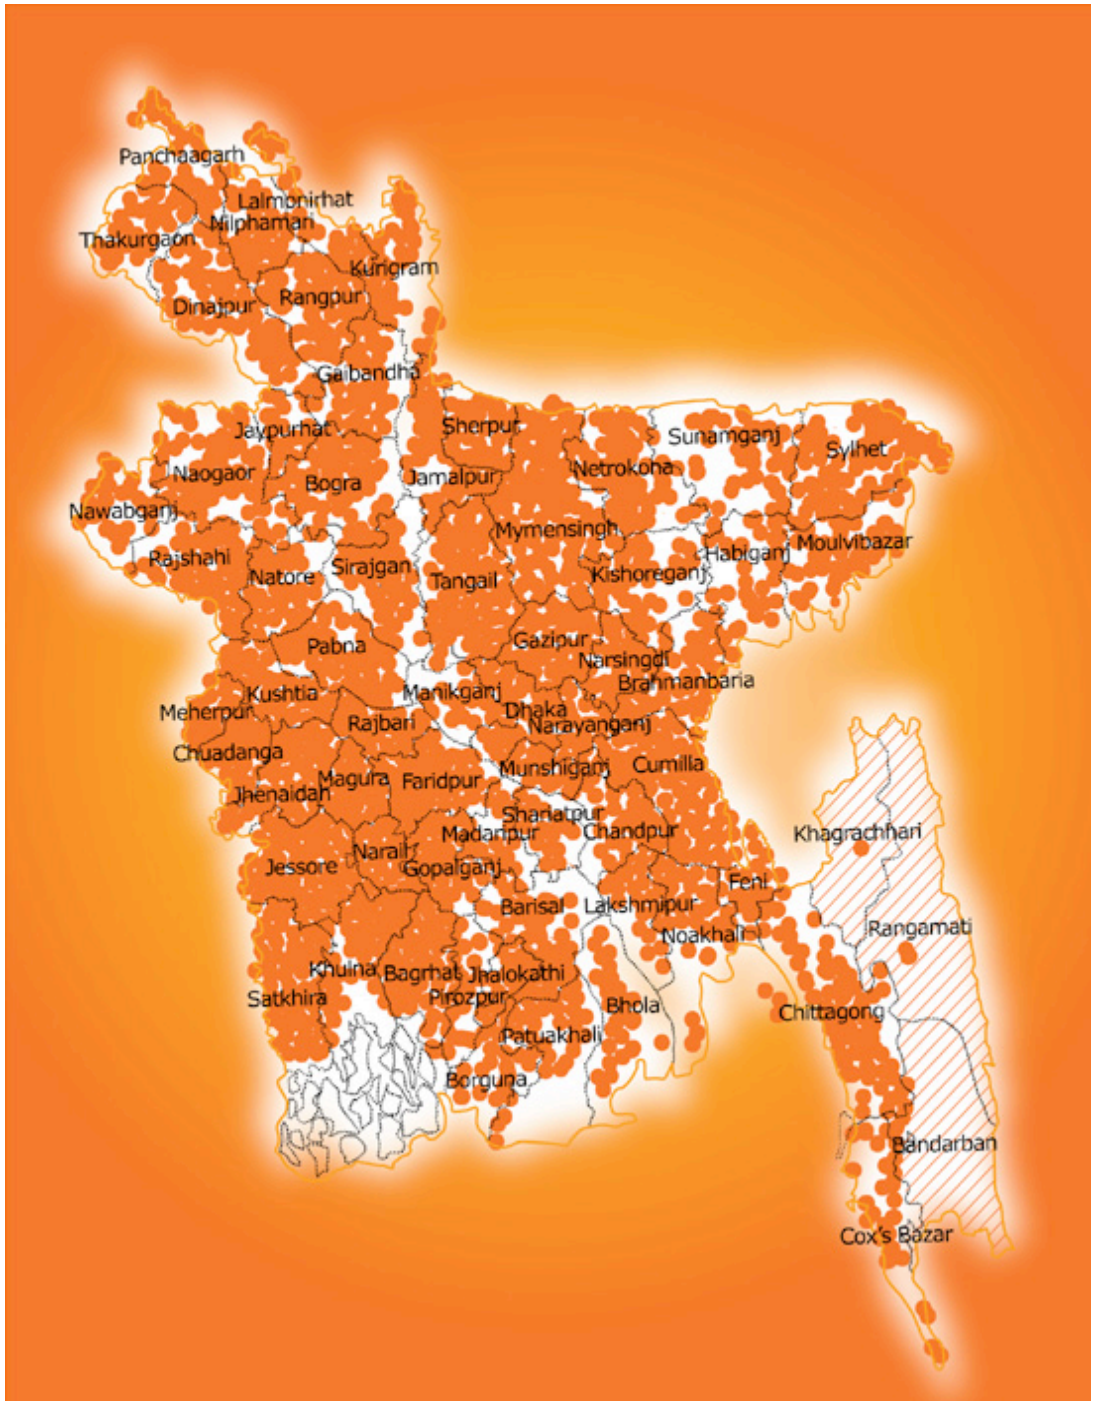 Panchaagarh
Lalmonirhat
Nilphamari
Thakurgaon
Kurigram
Rangpur
Dinajpur
Gaibandha
Jaypurhat
Sherpur
Sunamganj
Sylhet
Naogaor
Netrokona
Bogra
Jamalpur
Nawabganj
Mymensingh
Moulvibazar
Rajshahi
Habiganj
Natore
Sirajgan
Tangail
Kishoreganj
Pabna
Gazipur
Narsingdi
Brahmanbaria
Kushtia
Manikganj
Meherpur
Dhaka
Rajbari
Narayanganj
Chuadanga
Munshiganj
Cumilla
Magura
Faridpur
Jhenaidah
Shariatpur
Madaripur
Chandpur
Khagrachhari
Narail
Jessore
Gopalganj
Feni
Barisal
Lakshmipur
Rangamati
Noakhali
Khulna
Bagrhat
Jhalokathi
Satkhira
Pirozpur
Bhola
Chittagong
Patuakhali
Borguna
Bandarban
Cox's Bazar